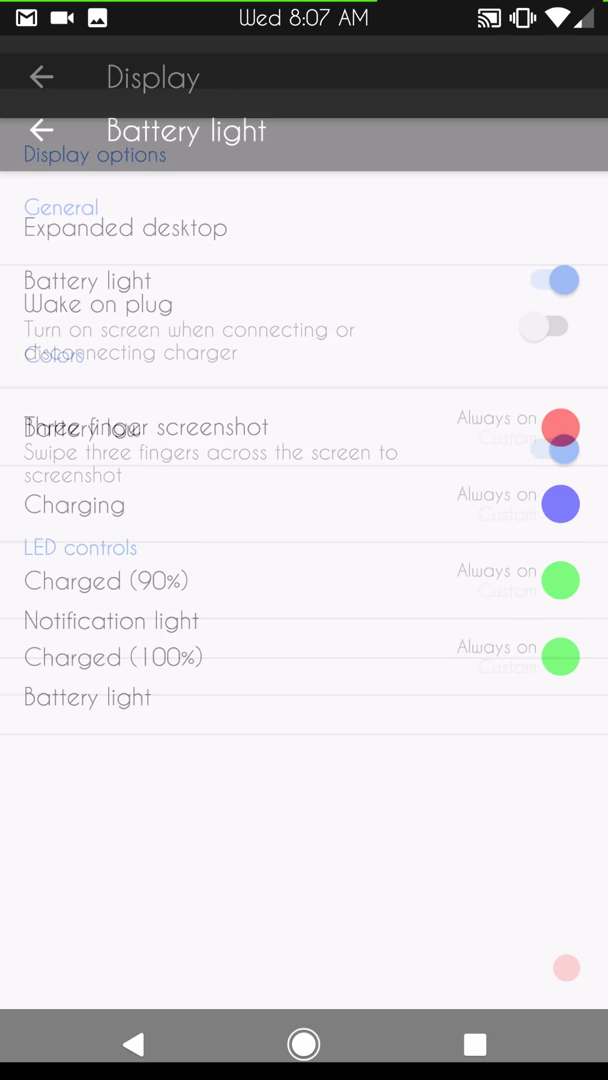 Wed 8:07 AM
Display
Battery light
Display options
General
Expanded desktop
Battery light
Wake on plug
Turn on screen when connecting or
disconnecting charger
Colors
Three finger screenshot
Battery low
Always on
Custom
Swipe three fingers across the screen to
screenshot
Charging
Always on
Custom
LED controls
Charged (90%)
Always on
Custom
Notification light
Charged (100%)
Always on
Custom
Battery light